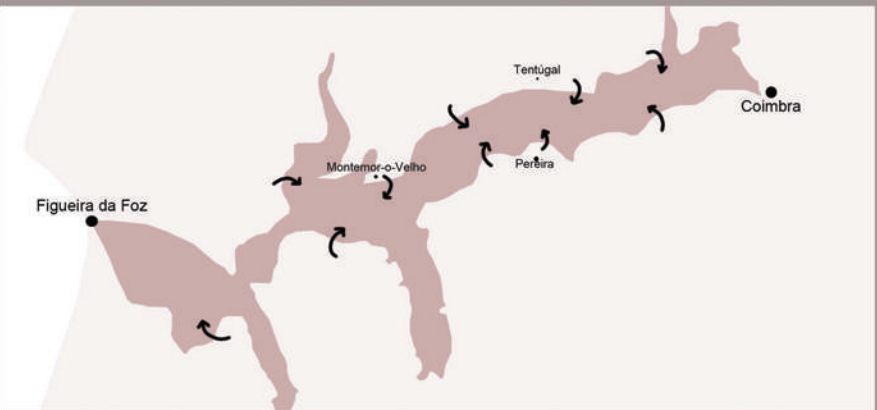 Tentúgal
Coimbra
Pereira
Montemor-o-Velho
Figueira da Foz